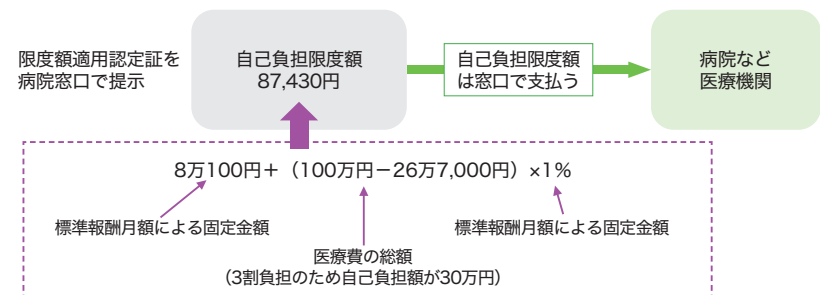 限度額適用認定証を
病院窓口で提示
自己負担限度額
87,430円
自己負担限度額
は窓口で支払う
病院など
医療機関
8万100円＋（100万円－26万7,000円）×1%
標準報酬月額による固定金額
標準報酬月額による固定金額
医療費の総額
（3割負担のため自己負担額が30万円）